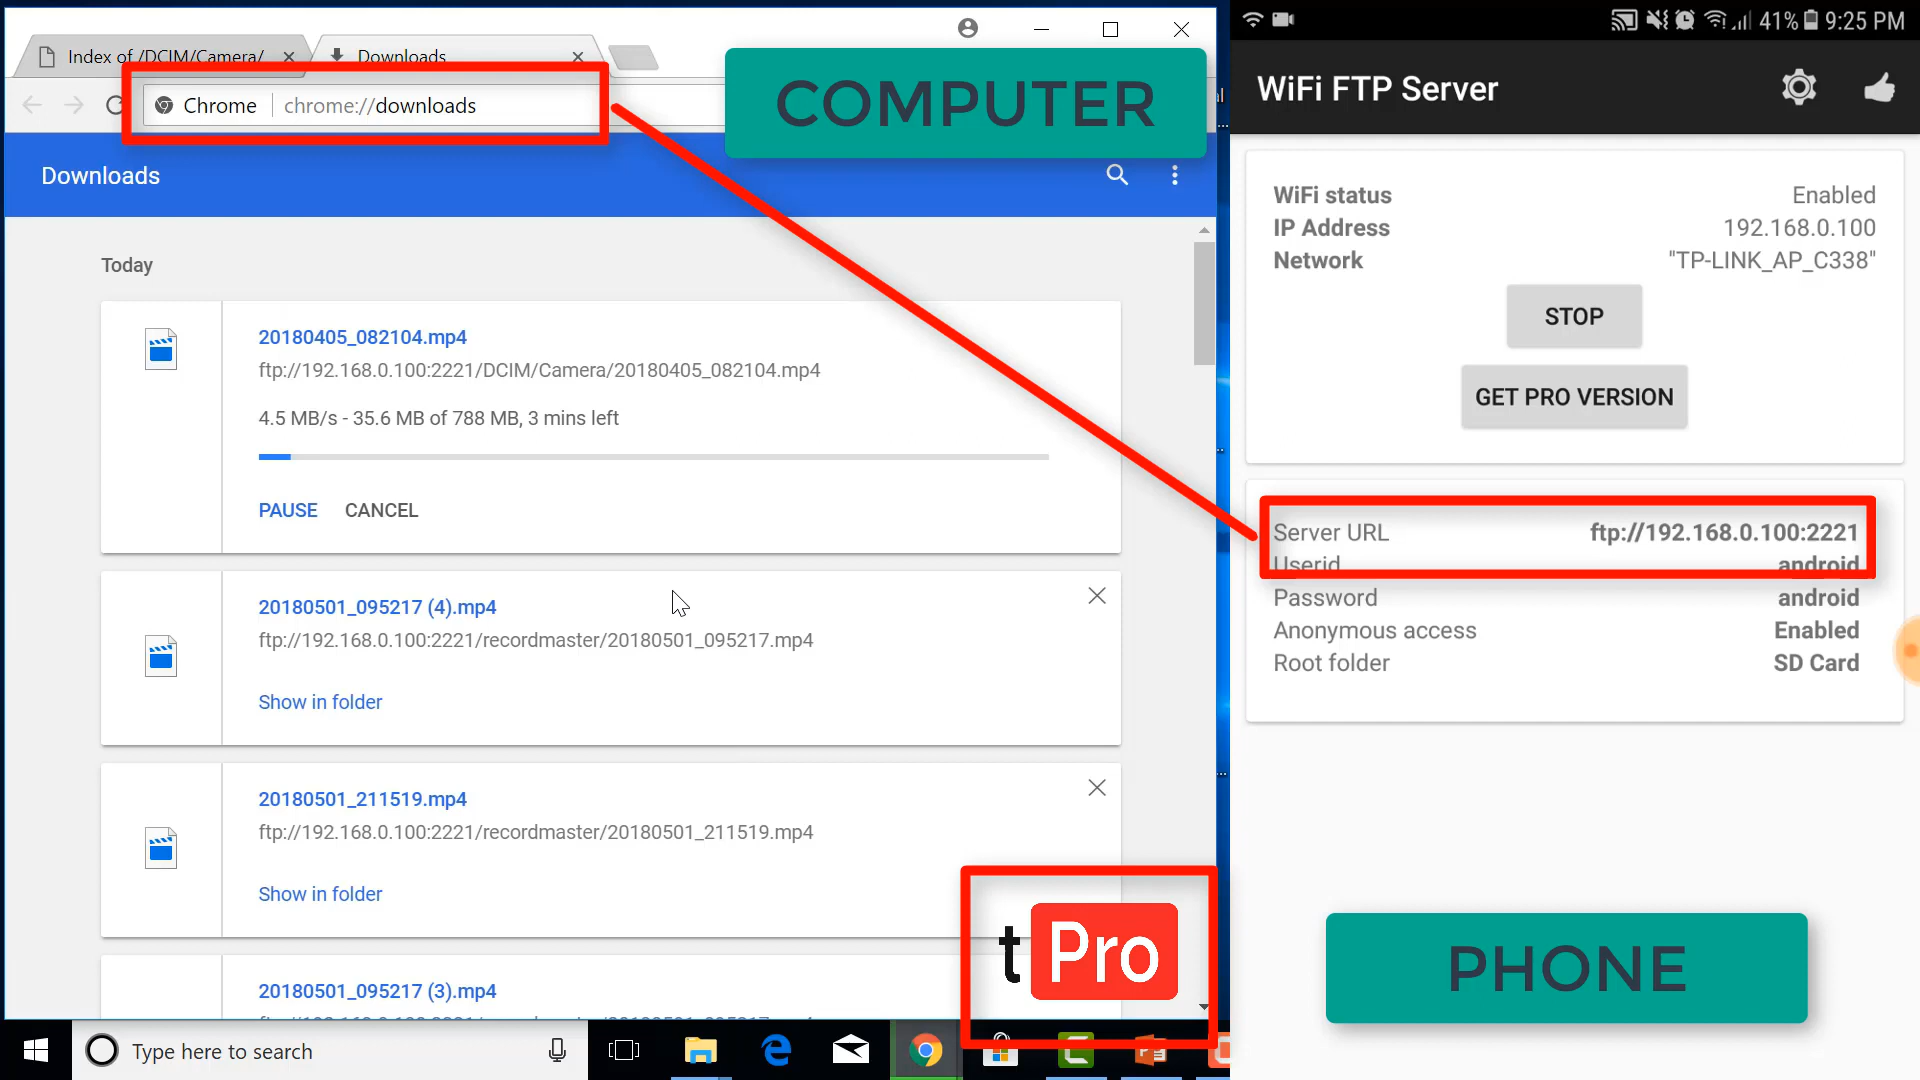 Index of /DCIM/Camera/
Downloads
Chrome
chrome://downloads
COMPUTER
Downloads
Today
20180405_082104.mp4
ftp://192.168.0.100:2221/DCIM/Camera/20180405_082104.mp4
4.5 MB/s - 35.6 MB of 788 MB, 3 mins left
PAUSE CANCEL
20180501_095217 (4).mp4
ftp://192.168.0.100:2221/recordmaster/20180501_095217.mp4
Show in folder
20180501_211519.mp4
ftp://192.168.0.100:2221/recordmaster/20180501_211519.mp4
Show in folder
20180501_095217 (3).mp4
t Pro
Type here to search
41% 9:25 PM
WiFi FTP Server
WiFi status Enabled
IP Address 192.168.0.100
Network "TP-LINK_AP_C338"
STOP
GET PRO VERSION
Server URL ftp://192.168.0.100:2221
Userid android
Password android
Anonymous access Enabled
Root folder SD Card
PHONE